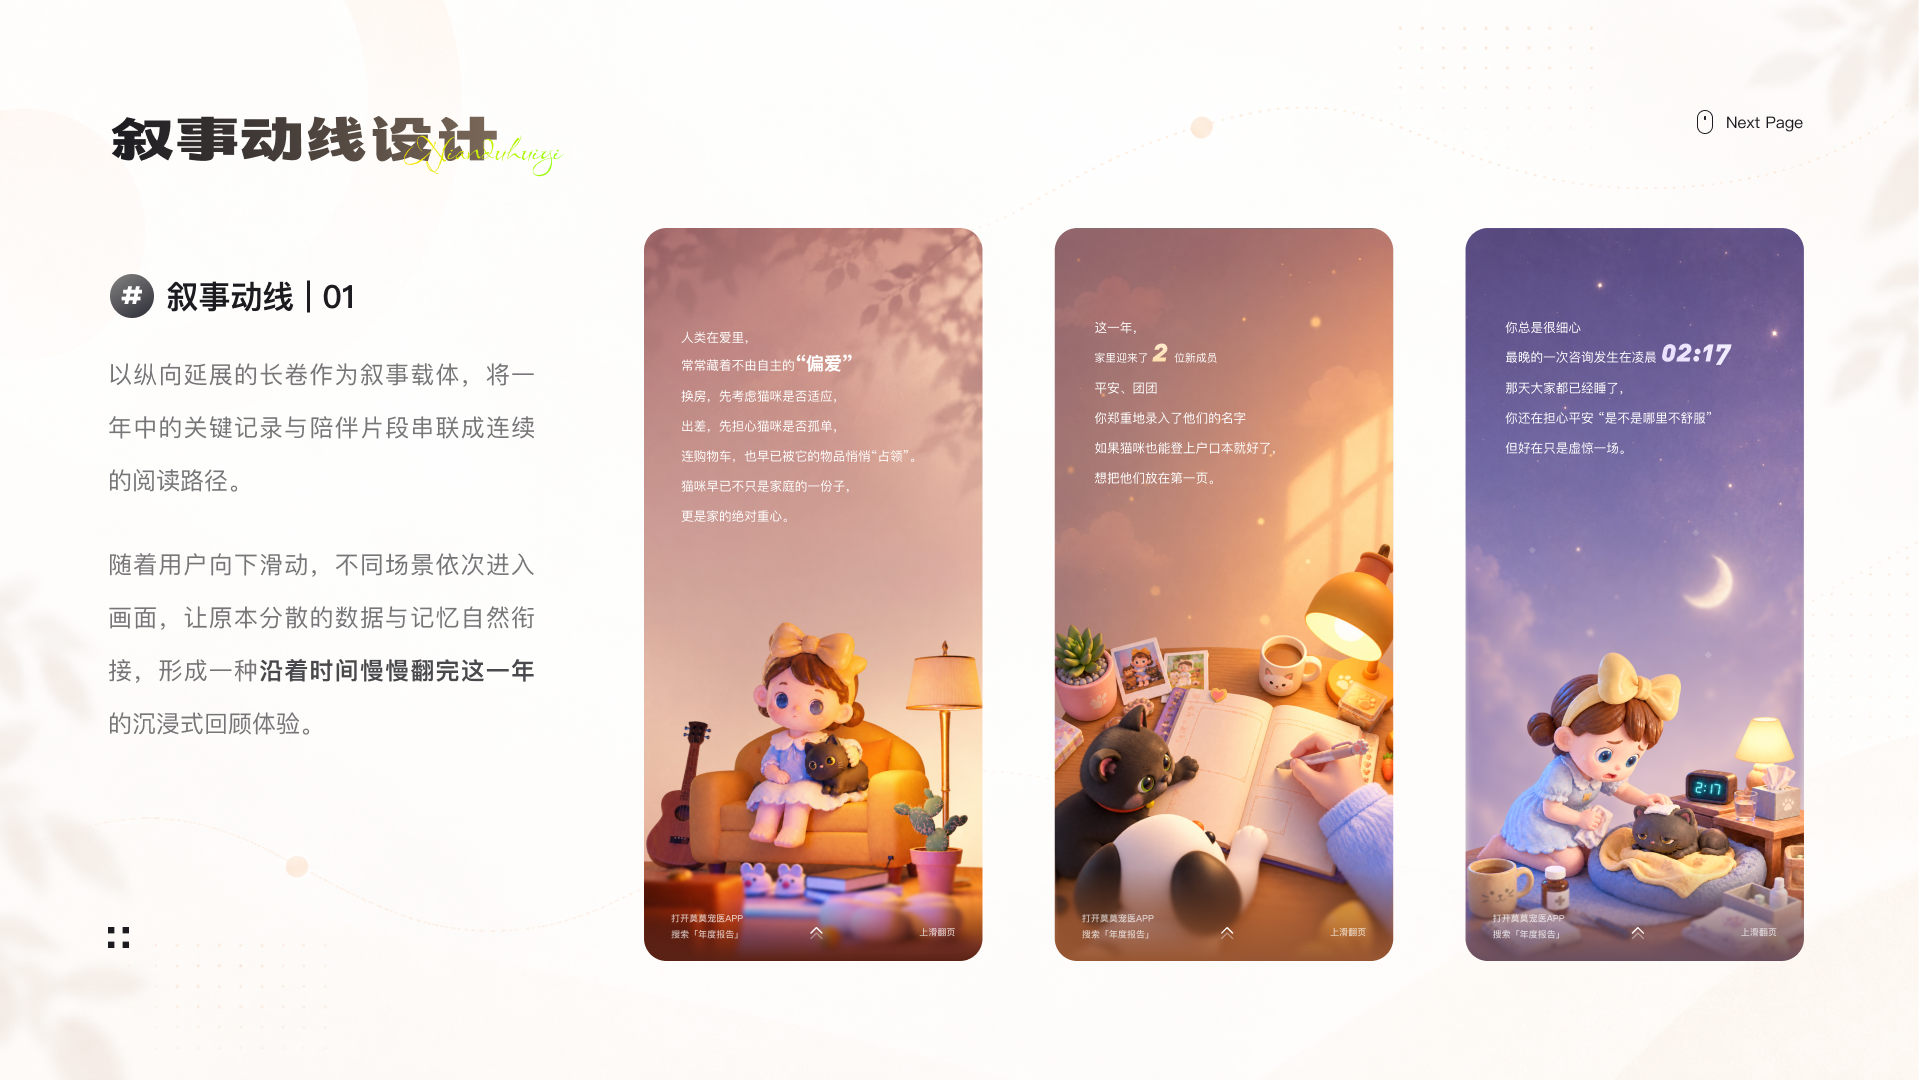 叙事动线设计
Nianduhuiyi
Next Page
# 叙事动线 | 01
以纵向延展的长卷作为叙事载体，将一
年中的关键记录与陪伴片段串联成连续
的阅读路径。
随着用户向下滑动，不同场景依次进入
画面，让原本分散的数据与记忆自然衔
接，形成一种沿着时间慢慢翻完这一年
的沉浸式回顾体验。
人类在爱里，
常常藏着不由自主的“偏爱”
换房，先考虑猫咪是否适应，
出差，先担心猫咪是否孤单，
连购物车，也早已被它的物品悄悄“占领”。
猫咪早已不只是家庭的一份子，
更是家的绝对重心。
打开莫莫宠医APP
搜索「年度报告」
上滑翻页
这一年，
家里迎来了 2 位新成员
平安、团团
你郑重地录入了他们的名字
如果猫咪也能登上户口本就好了，
想把他们放在第一页。
打开莫莫宠医APP
搜索「年度报告」
上滑翻页
你总是很细心
最晚的一次咨询发生在凌晨 02:17
那天大家都已经睡了，
你还在担心平安“是不是哪里不舒服”
但好在只是虚惊一场。
2:17
打开莫莫宠医APP
搜索「年度报告」
上滑翻页